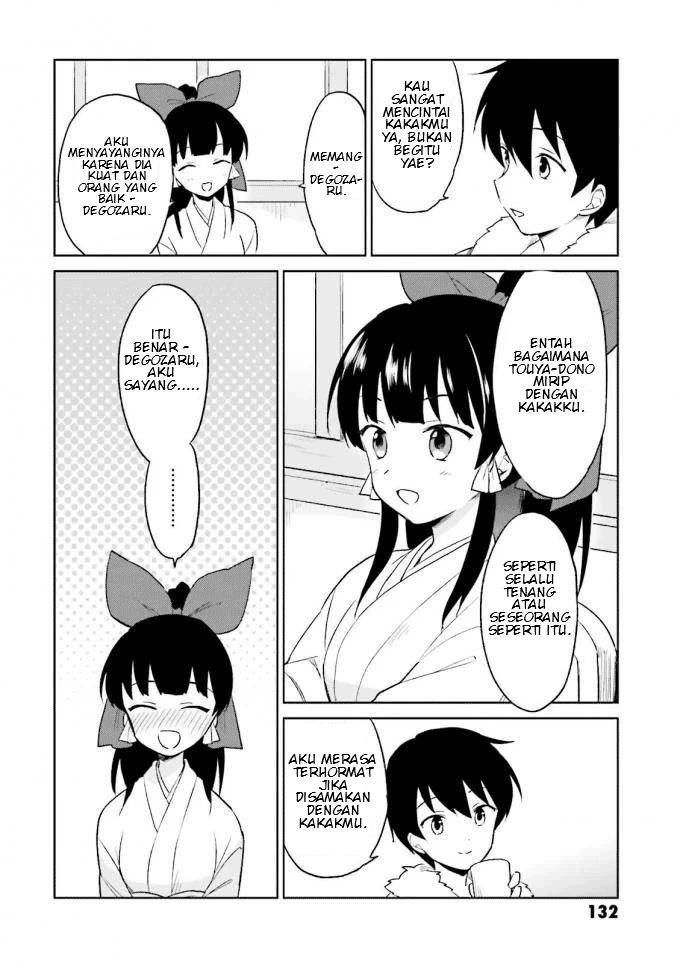 KAU
SANGAT
MENCINTAI
KAKAKMU
YA, BUKAN
BEGITU
YAE?
MEMANG
-
DEGOZA-
RU.
AKU
MENYAYANGINYA
KARENA DIA
KUAT DAN
ORANG YANG
BAIK -
DEGOZARU.
ENTAH
BAGAIMANA
TOUYA-DONO
MIRIP
DENGAN
KAKAKKU.
SEPERTI
SELALU
TENANG
ATAU
SESEORANG
SEPERTI ITU.
AKU MERASA
TERHORMAT
JIKA
DISAMAKAN
DENGAN
KAKAKMU.
ITU
BENAR -
DEGOZARU,
AKU
SAYANG.....
.........
132